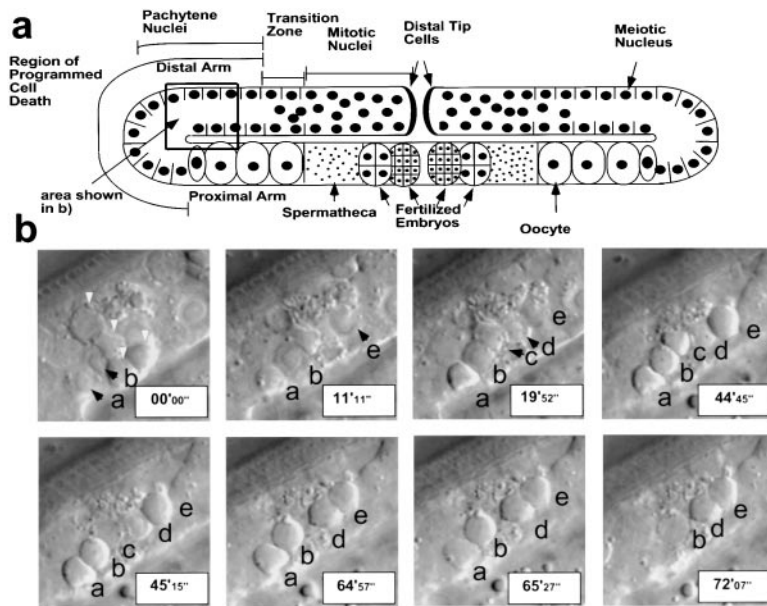 a
Pachytene
Nuclei
Transition
Zone
Mitotic Nuclei
Distal Tip
Cells
Meiotic
Nucleus
Region of
Programmed
Cell
Death
Distal Arm
area shown
in b)
Proximal Arm
Spermatheca
Fertilized
Embryos
Oocyte
b
b
a
00'00"
e
b
a
11'11"
e
d
c
b
a
19'52"
e
d
c
b
a
44'45"
e
d
c
b
a
45'15"
e
d
b
a
64'57"
e
d
b
a
65'27"
e
d
b
a
72'07"